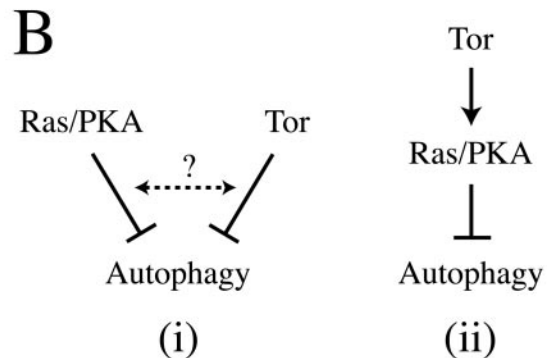 B
Ras/PKA
Tor
?
Autophagy
(i)
Tor
Ras/PKA
Autophagy
(ii)